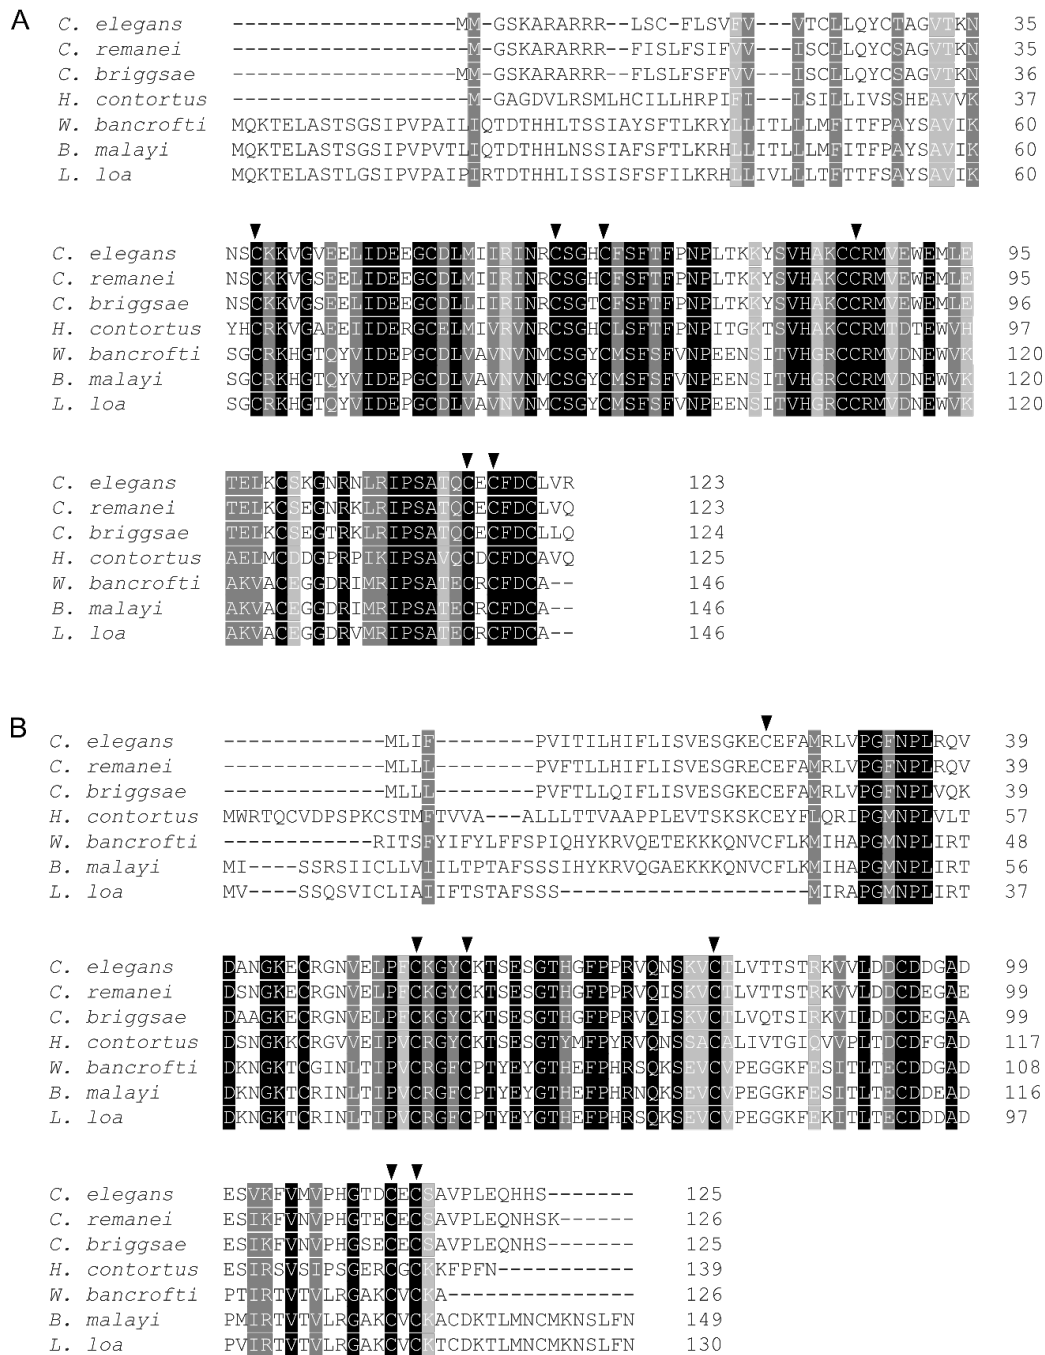 A
C. elegans ------------------MM-GSKARARRR--LSC-FLSVFV---VTCLLQYCTAGVTKN 35
C. remanei -------------------M-GSKARARRR--FISLFSIFVV---ISCLLQYCSAGVTKN 35
C. briggsae ------------------MM-GSKARARRR--FLSLFSFFVV---ISCLLQYCSAGVTKN 36
H. contortus -------------------M-GAGDVLRSMLHCILLHRPIFI---LSILLIVSSHEAVVK 37
W. bancrofti MQKTELASTSGSIPVPAILIQTDTHHLTSSIAYSFTLKRYLLITLLLMFITFPAYSAVIK 60
B. malayi MQKTELASTSGSIPVPVTLIQTDTHHLNSSIAFSFTLKRHLLITLLLMFITFPAYSAVIK 60
L. loa MQKTELASTLGSIPVPAIPIRTDTHHLISSISFSFILKRHLLIVLLLTFTTFSAYSAVIK 60
C. elegans NSCKKVGVEELIDEEGCDLMIIRINRCSGHCFSFTFPNPLTKKYSVHAKCCRMVEWEMLE 95
C. remanei NSCKKVGSEELIDEEGCDLMIIRINRCSGHCFSFTFPNPLTKKYSVHAKCCRMVEWEMLE 95
C. briggsae NSCKKVGSEELIDEEGCDLLIIRINRCSGTCFSFTFPNPLTKKYSVHAKCCRMVEWEMLE 96
H. contortus YHCRKVGAEEIIDERGCELMIVRVNRCSGHCLSFTFPNPITGKTSVHAKCCRMTDTEWVH 97
W. bancrofti SGCRKHGTQYVIDEPGCDLVAVNVNMCSGYCMSFSFVNPEENSITVHGRCCRMVDNEWVK 120
B. malayi SGCRKHGTQYVIDEPGCDLVAVNVNMCSGYCMSFSFVNPEENSITVHGRCCRMVDNEWVK 120
L. loa SGCRKHGTQYVIDEPGCDLVAVNVNMCSGYCMSFSFVNPEENSITVHGRCCRMVDNEWVK 120
C. elegans TELKCSKGNRNLRIPSATQCECFDCLVR 123
C. remanei TELKCSEGNRKLRIPSATQCECFDCLVQ 123
C. briggsae TELKCSEGTRKLRIPSATQCECFDCLLQ 124
H. contortus AELMCDDGPRPIKIPSAVQCDCFDCAVQ 125
W. bancrofti AKVACEGGDRIMRIPSATECRCFDCA-- 146
B. malayi AKVACEGGDRIMRIPSATECRCFDCA-- 146
L. loa AKVACEGGDRVMRIPSATECRCFDCA-- 146
B
C. elegans -------------MLIF--------PVITILHIFLISVESGKECEFAMRLVPGFNPLRQV 39
C. remanei -------------MLLL--------PVFTLLHIFLISVESGRECEFAMRLVPGFNPLRQV 39
C. briggsae -------------MLLL--------PVFTLLQIFLISVESGKECEFAMRLVPGFNPLVQK 39
H. contortus MWRTQCVDPSPKCSTMFTVVA--ALLLTTVAAPPLEVTSKSKCEYFLQRIPGMNPLVLT 57
W. bancrofti ------------RITSFYIFYLFFSPIQHYKRVQETEKKKQNVCFLKMIHAPGMNPLIRT 48
B. malayi MI----SSRSIICLLVILILTPTAFSSSIHYKRVQGAEKKKQNVCFLKMIHAPGMNPLIRT 56
L. loa MV----SSQSVICLIAIIFTSTAFSSS--------------------MIRAPGMNPLIRT 37
C. elegans DANGKECRGNVELPFCKGYCKTSESGTHGFPPRVQNSKVCTLVTTSTRKVVLDDCDDGAD 99
C. remanei DSNGKECRGNVELPFCKGYCKTSESGTHGFPPRVQISKVCTLVTTSTRKVVLDDCDEGAE 99
C. briggsae DAAGKECRGNVELPFCKGYCKTSESGTHGFPPRVQISKVCTLVQTSIRKVILDDCDEGAA 99
H. contortus DSNGKKCRGVVEIPVCRGYCKTSESGTYMFPYRVQNSSACALIVTGIQVVPLTDCDFGAD 117
W. bancrofti DKNGKTCGINLTIPVCRGFCPTYEYGTHEFPHRSQKSEVCVPEGGKFESITLTECDDGAD 108
B. malayi DKNGKTCRINLTIPVCRGFCPTYEYGTHEFPHRNQKSEVCVPEGGKFESITLTECDDEAD 116
L. loa DKNGKTCRINLTIPVCRGFCPTYEYGTHEFPHRSQKSEVCVPEGGKFEKITLTECDDDAD 97
C. elegans ESVKFVMVPHGTDCECSAVPLEQHHS------- 125
C. remanei ESIKFVNVPHGTECECSAVPLEQNHSK------ 126
C. briggsae ESIKFVNVPHGSECECSAVPLEQNHS------- 125
H. contortus ESIRSVSIPSGERCGCKKFPFN----------- 139
W. bancrofti PTIRTVTVLRGAKCVCKA--------------- 126
B. malayi PMIRTVTVLRGAKCVCKACDKTLMNCMKNSLFN 149
L. loa PVIRTVTVLRGAKCVCKTCDKTLMNCMKNSLFN 130